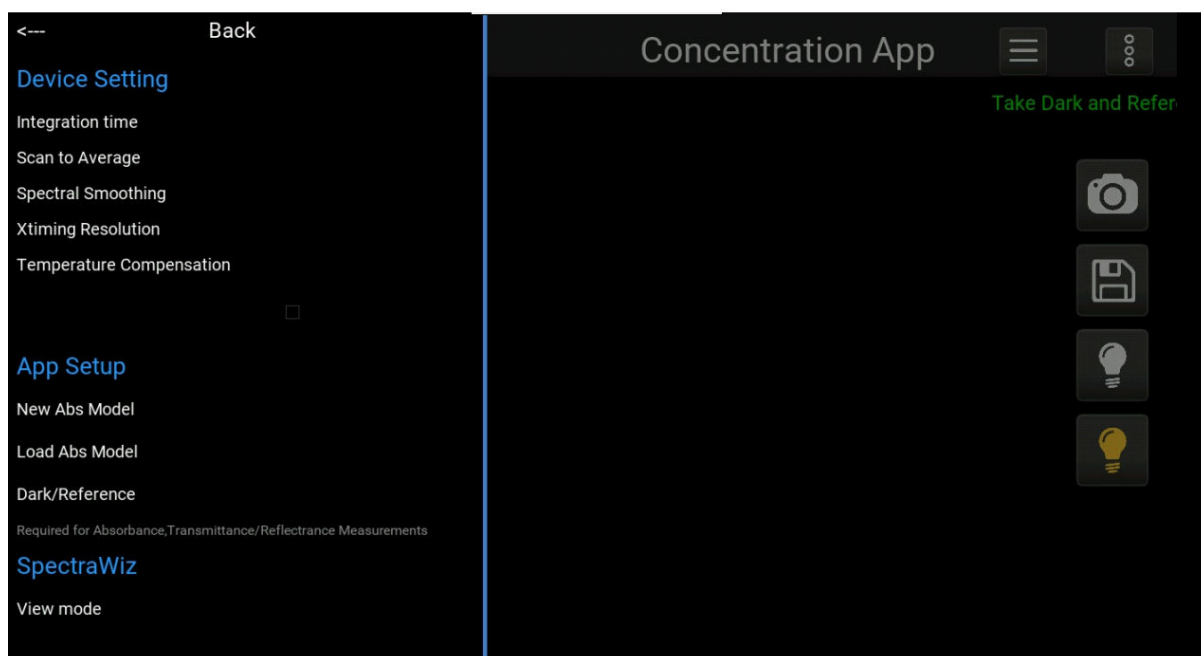 <--- Back
Device Setting
Integration time
Scan to Average
Spectral Smoothing
Xtiming Resolution
Temperature Compensation
App Setup
New Abs Model
Load Abs Model
Dark/Reference
Required for Absorbance,Transmittance/Reflectrance Measurements
SpectraWiz
View mode
Concentration App
Take Dark and Refer